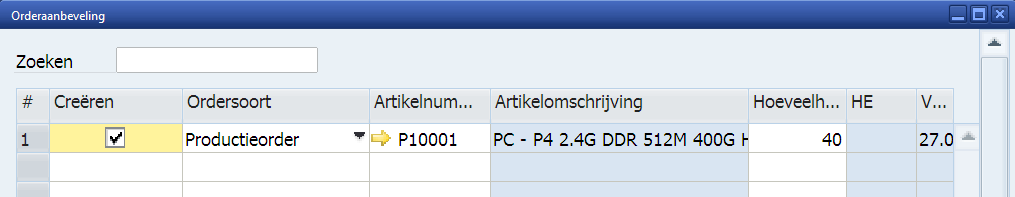 Orderaanbeveling
Zoeken
# Creëren Ordersoort Artikelnum... Artikelomschrijving Hoeveelh... HE V...
1 Productieorder P10001 PC - P4 2.4G DDR 512M 400G H 40 27.0